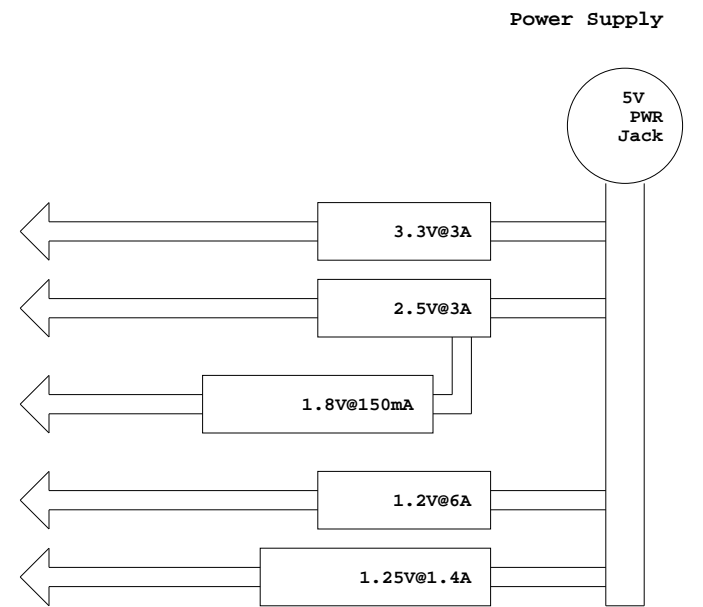 Power Supply
5V
PWR
Jack
3.3V@3A
2.5V@3A
1.8V@150mA
1.2V@6A
1.25V@1.4A